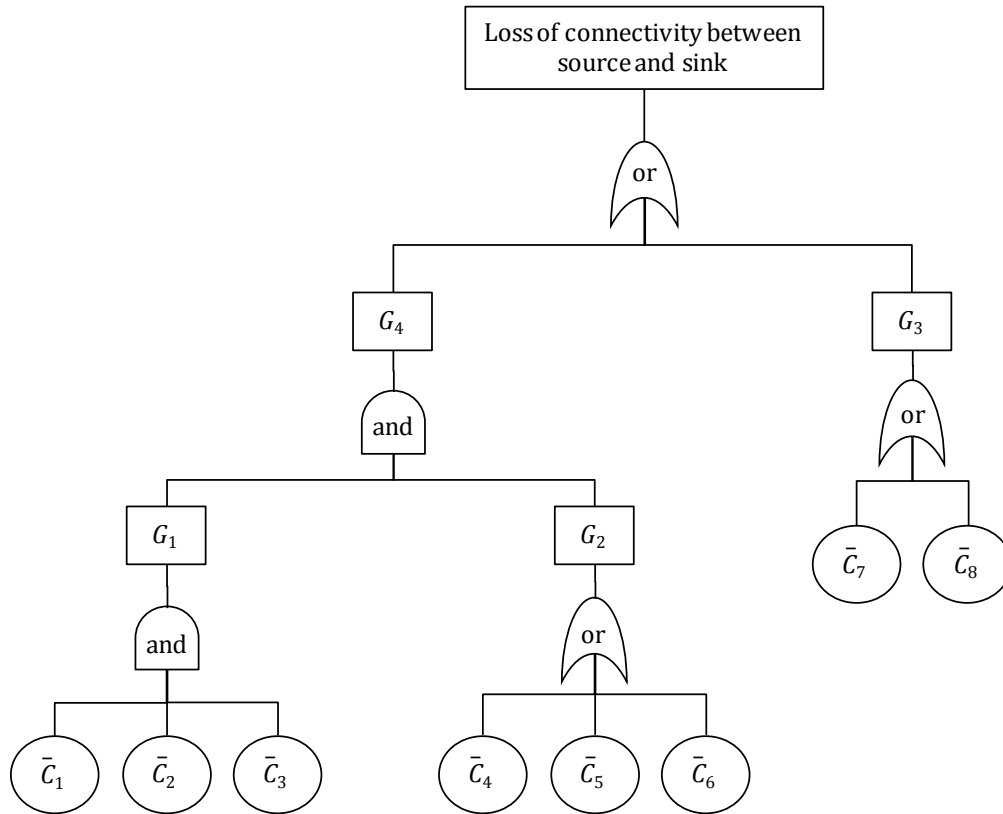 Loss of connectivity between
source and sink
or
G₄
G₃
and
or
G₁
G₂
C̄₇
C̄₈
and
or
C̄₁
C̄₂
C̄₃
C̄₄
C̄₅
C̄₆